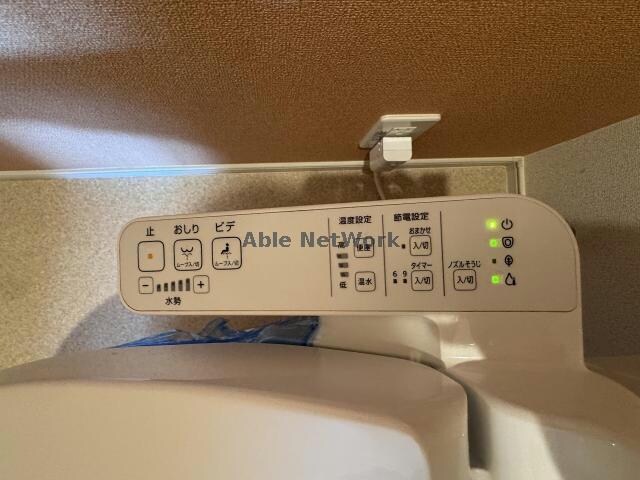 止 おしり ビデ
ムーブ入/切 ムーブ入/切
− +
水勢
温度設定
高 便座
低 温水
節電設定
おまかせ
入/切
タイマー
6 9 入/切
ノズルそうじ
入/切
Able NetWork